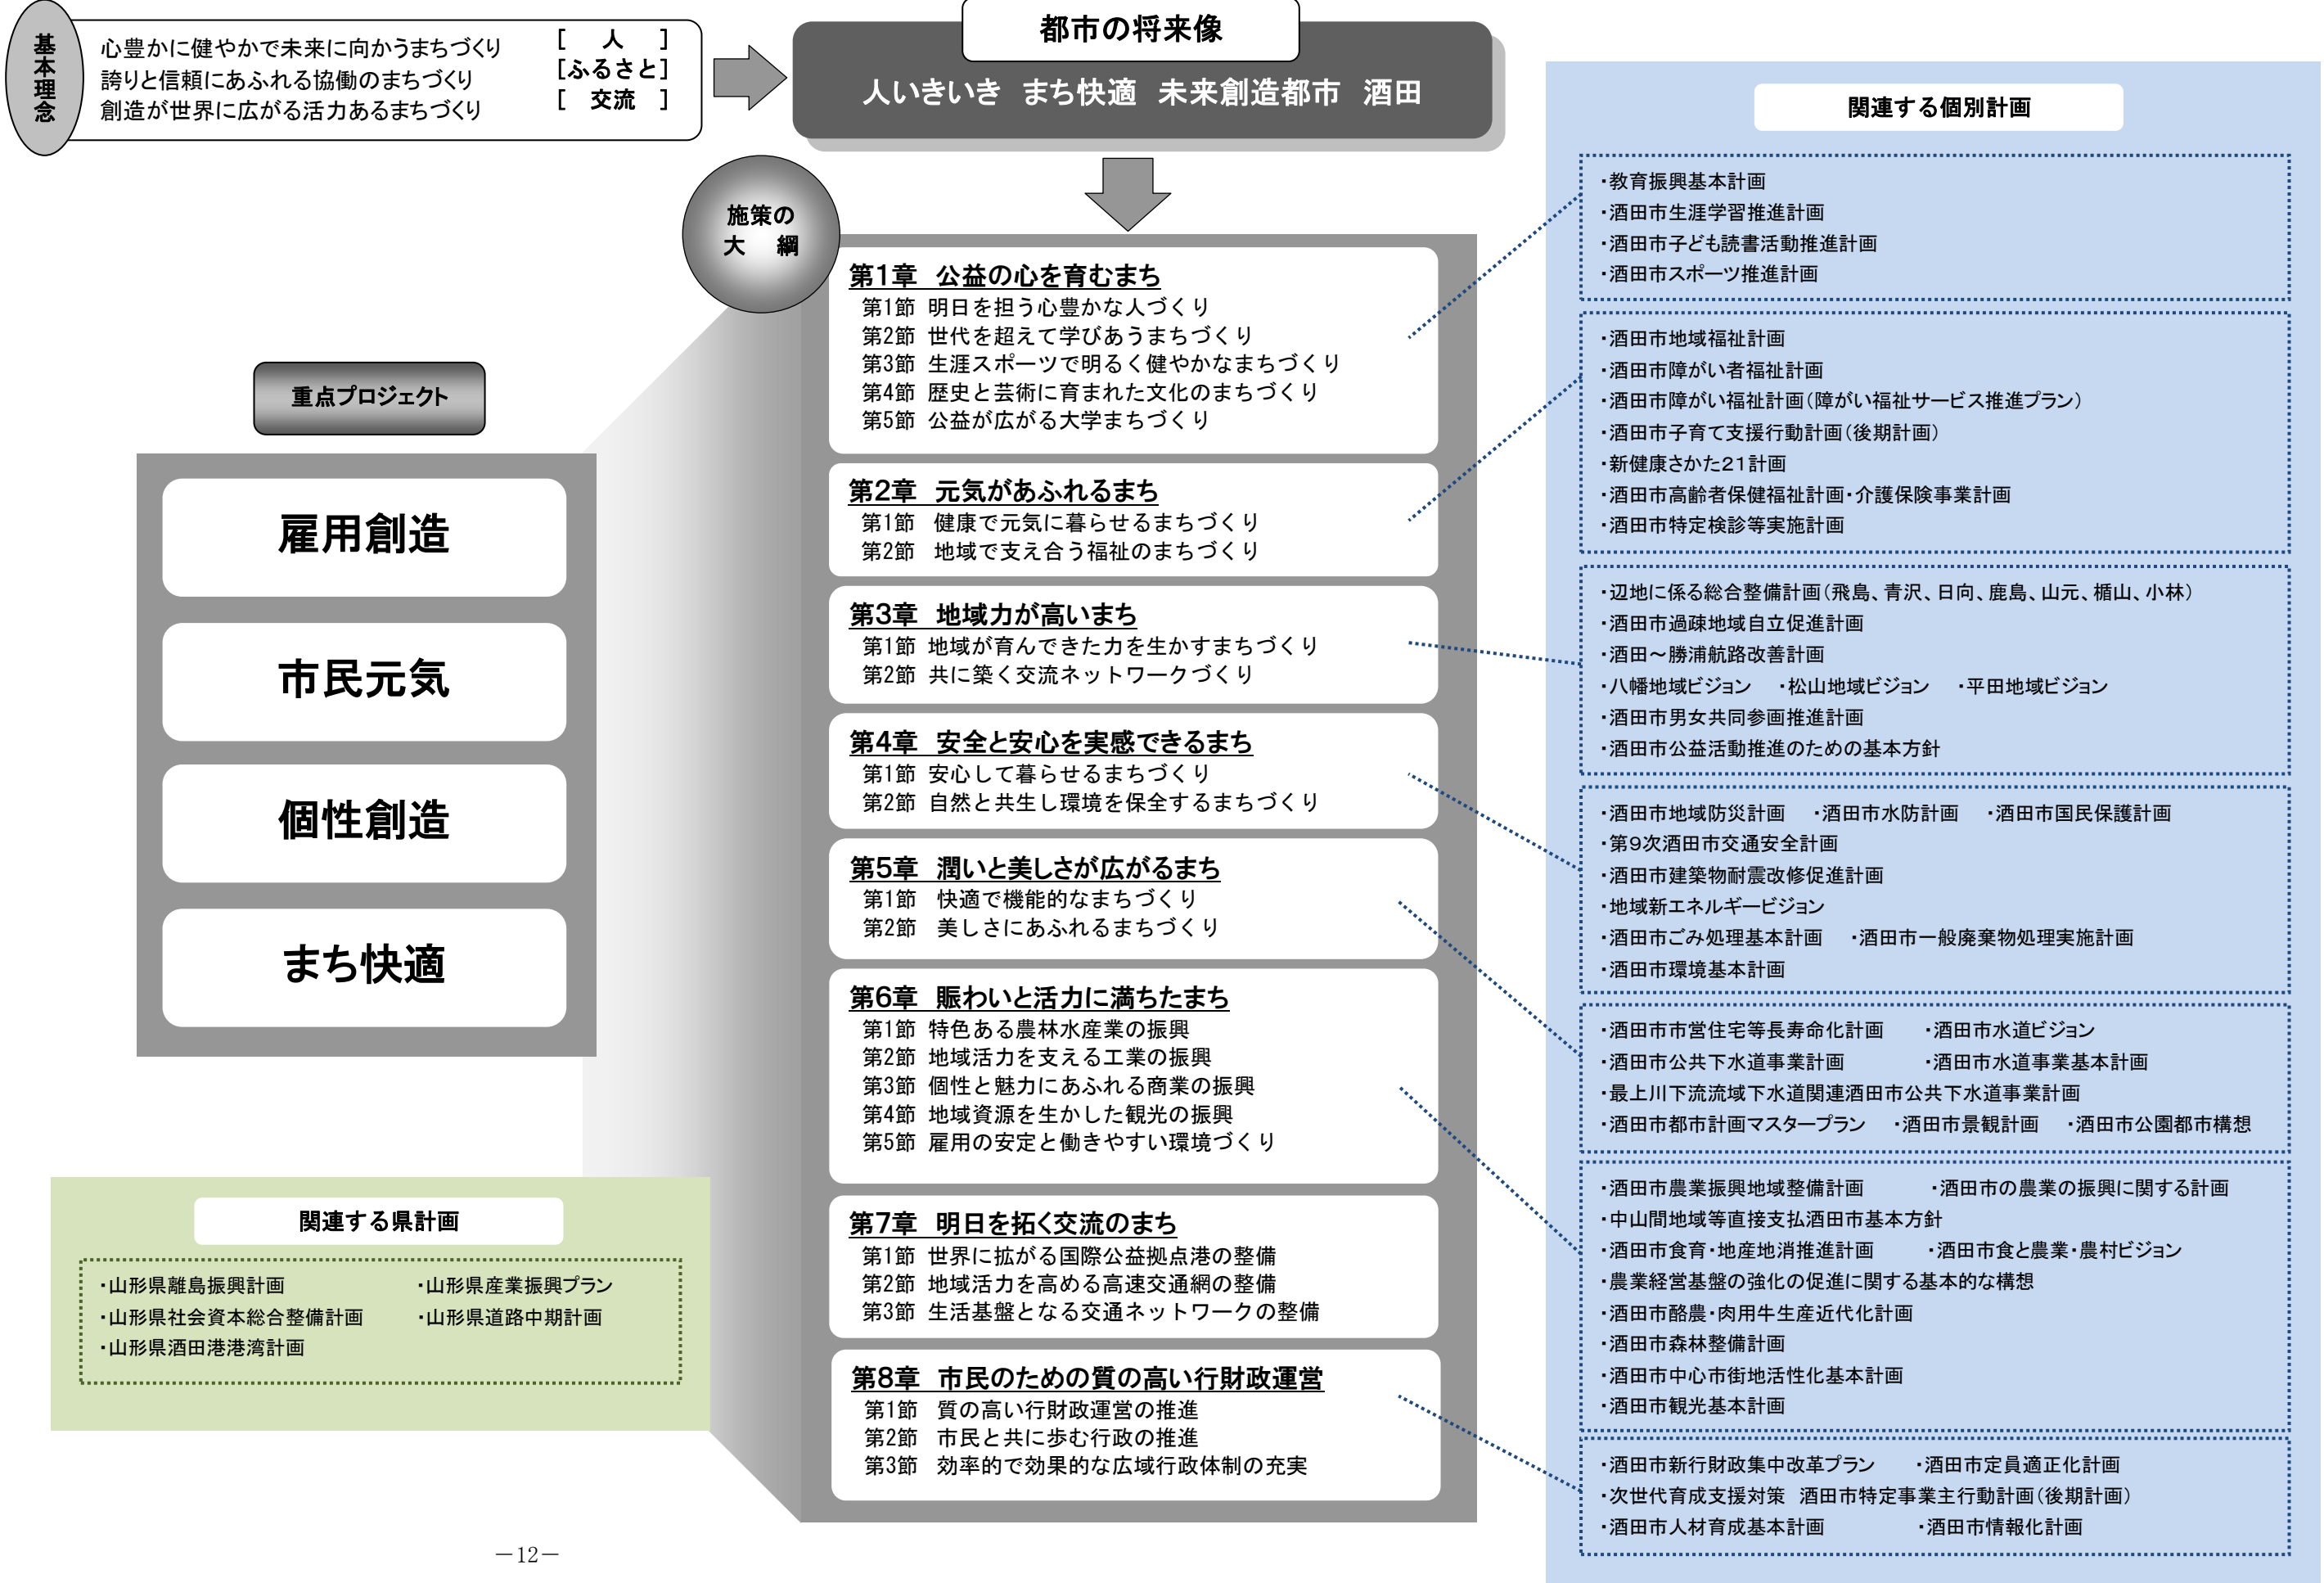 基本理念
心豊かに健やかで未来に向かうまちづくり　[　人　]
誇りと信頼にあふれる協働のまちづくり　[ふるさと]
創造が世界に広がる活力あるまちづくり　[　交流　]
都市の将来像
人いきいき　まち快適　未来創造都市　酒田
施策の
大　綱
第1章　公益の心を育むまち
第1節 明日を担う心豊かな人づくり
第2節 世代を超えて学びあうまちづくり
第3節 生涯スポーツで明るく健やかなまちづくり
第4節 歴史と芸術に育まれた文化のまちづくり
第5節 公益が広がる大学まちづくり
第2章　元気があふれるまち
第1節　健康で元気に暮らせるまちづくり
第2節　地域で支え合う福祉のまちづくり
第3章　地域力が高いまち
第1節 地域が育んできた力を生かすまちづくり
第2節 共に築く交流ネットワークづくり
第4章　安全と安心を実感できるまち
第1節 安心して暮らせるまちづくり
第2節 自然と共生し環境を保全するまちづくり
第5章　潤いと美しさが広がるまち
第1節　快適で機能的なまちづくり
第2節　美しさにあふれるまちづくり
第6章　賑わいと活力に満ちたまち
第1節 特色ある農林水産業の振興
第2節 地域活力を支える工業の振興
第3節 個性と魅力にあふれる商業の振興
第4節 地域資源を生かした観光の振興
第5節 雇用の安定と働きやすい環境づくり
第7章　明日を拓く交流のまち
第1節 世界に拡がる国際公益拠点港の整備
第2節 地域活力を高める高速交通網の整備
第3節 生活基盤となる交通ネットワークの整備
第8章　市民のための質の高い行財政運営
第1節　質の高い行財政運営の推進
第2節　市民と共に歩む行政の推進
第3節　効率的で効果的な広域行政体制の充実
重点プロジェクト
雇用創造
市民元気
個性創造
まち快適
関連する県計画
・山形県離島振興計画　・山形県産業振興プラン
・山形県社会資本総合整備計画　・山形県道路中期計画
・山形県酒田港港湾計画
関連する個別計画
・教育振興基本計画
・酒田市生涯学習推進計画
・酒田市子ども読書活動推進計画
・酒田市スポーツ推進計画
・酒田市地域福祉計画
・酒田市障がい者福祉計画
・酒田市障がい福祉計画（障がい福祉サービス推進プラン）
・酒田市子育て支援行動計画（後期計画）
・新健康さかた21計画
・酒田市高齢者保健福祉計画・介護保険事業計画
・酒田市特定検診等実施計画
・辺地に係る総合整備計画（飛島、青沢、日向、鹿島、山元、楯山、小林）
・酒田市過疎地域自立促進計画
・酒田～勝浦航路改善計画
・八幡地域ビジョン　・松山地域ビジョン　・平田地域ビジョン
・酒田市男女共同参画推進計画
・酒田市公益活動推進のための基本方針
・酒田市地域防災計画　・酒田市水防計画　・酒田市国民保護計画
・第9次酒田市交通安全計画
・酒田市建築物耐震改修促進計画
・地域新エネルギービジョン
・酒田市ごみ処理基本計画　・酒田市一般廃棄物処理実施計画
・酒田市環境基本計画
・酒田市市営住宅等長寿命化計画　・酒田市水道ビジョン
・酒田市公共下水道事業計画　・酒田市水道事業基本計画
・最上川下流流域下水道関連酒田市公共下水道事業計画
・酒田市都市計画マスタープラン　・酒田市景観計画　・酒田市公園都市構想
・酒田市農業振興地域整備計画　・酒田市の農業の振興に関する計画
・中山間地域等直接支払酒田市基本方針
・酒田市食育・地産地消推進計画　・酒田市食と農業・農村ビジョン
・農業経営基盤の強化の促進に関する基本的な構想
・酒田市酪農・肉用牛生産近代化計画
・酒田市森林整備計画
・酒田市中心市街地活性化基本計画
・酒田市観光基本計画
・酒田市新行財政集中改革プラン　・酒田市定員適正化計画
・次世代育成支援対策　酒田市特定事業主行動計画（後期計画）
・酒田市人材育成基本計画　・酒田市情報化計画
－12－